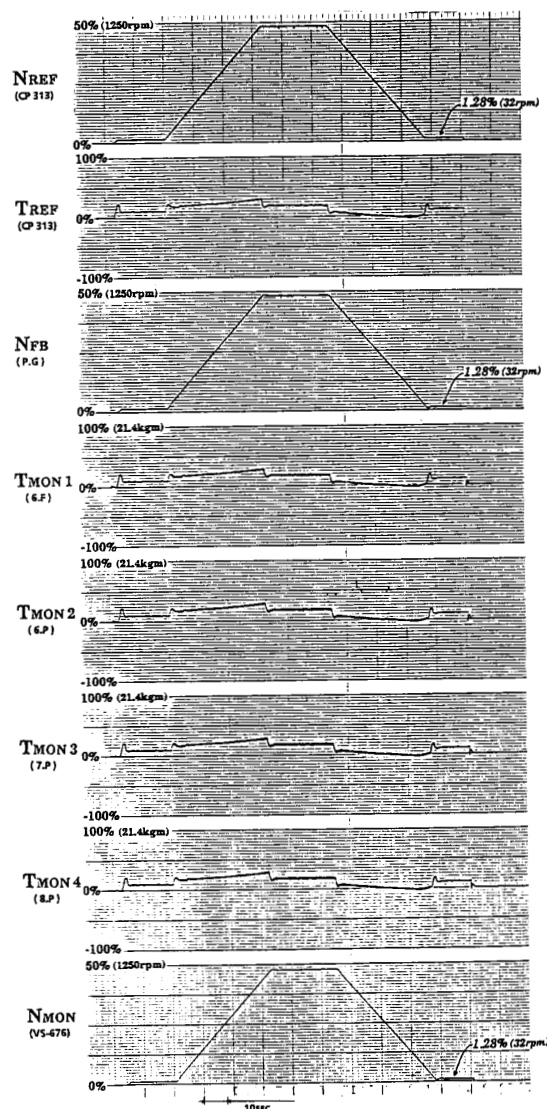 50% (1250rpm)
NREF
(CP 313)
1.28% (32rpm)
0%
100%
TREF
(CP 313)
0%
-100%
50% (1250rpm)
NFB
(P.G)
1.28% (32rpm)
0%
100% (21.4kgm)
TMON 1
(6.F)
0%
-100%
100% (21.4kgm)
TMON 2
(6.P)
0%
-100%
100% (21.4kgm)
TMON 3
(7.P)
0%
-100%
100% (21.4kgm)
TMON 4
(8.P)
0%
-100%
50% (1250rpm)
NMON
(VS-676)
1.28% (32rpm)
0%
10sec